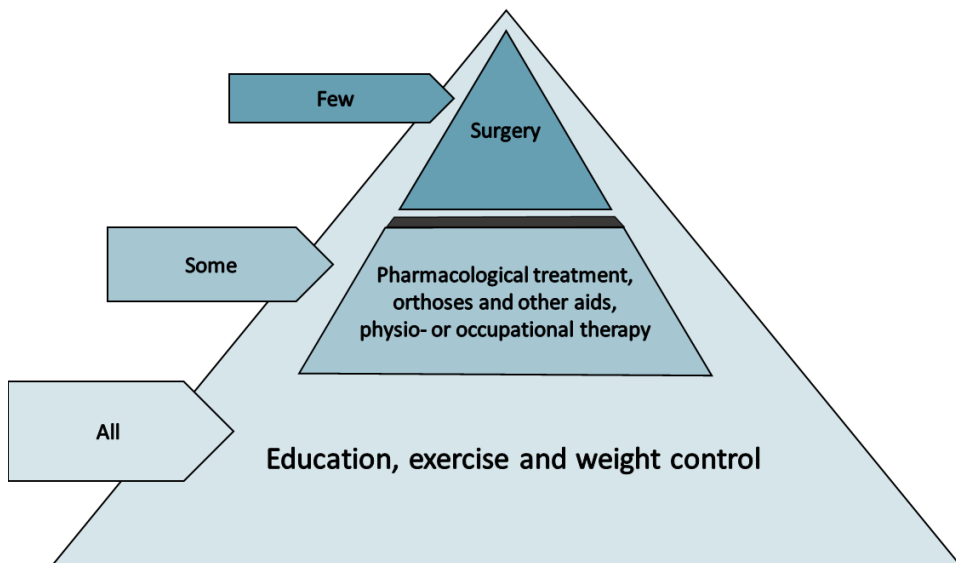 Few
Surgery
Some
Pharmacological treatment,
orthoses and other aids,
physio- or occupational therapy
All
Education, exercise and weight control